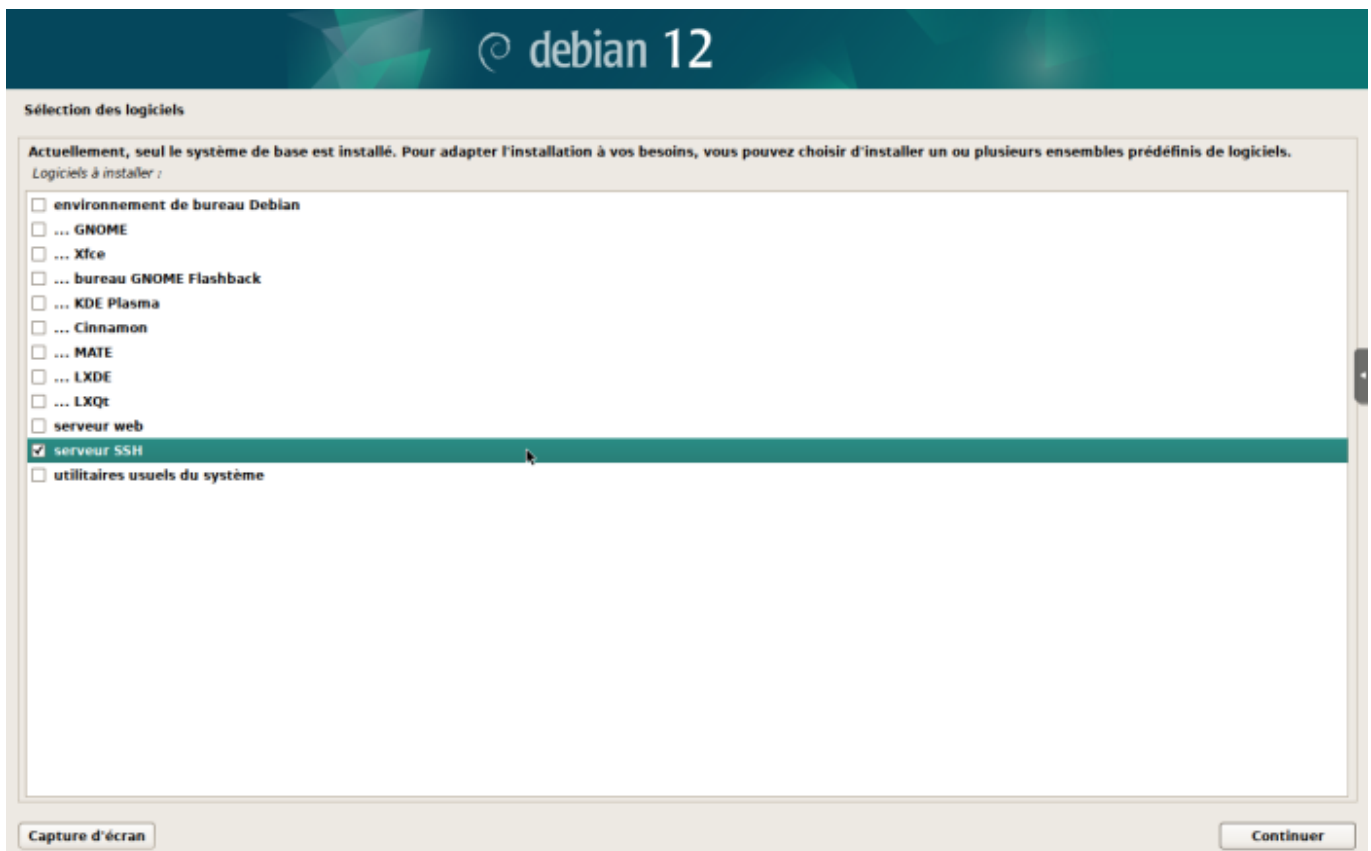 debian 12
Sélection des logiciels
Actuellement, seul le système de base est installé. Pour adapter l'installation à vos besoins, vous pouvez choisir d'installer un ou plusieurs ensembles prédéfinis de logiciels.
Logiciels à installer :
environnement de bureau Debian
... GNOME
... Xfce
... bureau GNOME Flashback
... KDE Plasma
... Cinnamon
... MATE
... LXDE
... LXQt
serveur web
serveur SSH
utilitaires usuels du système
Capture d'écran
Continuer